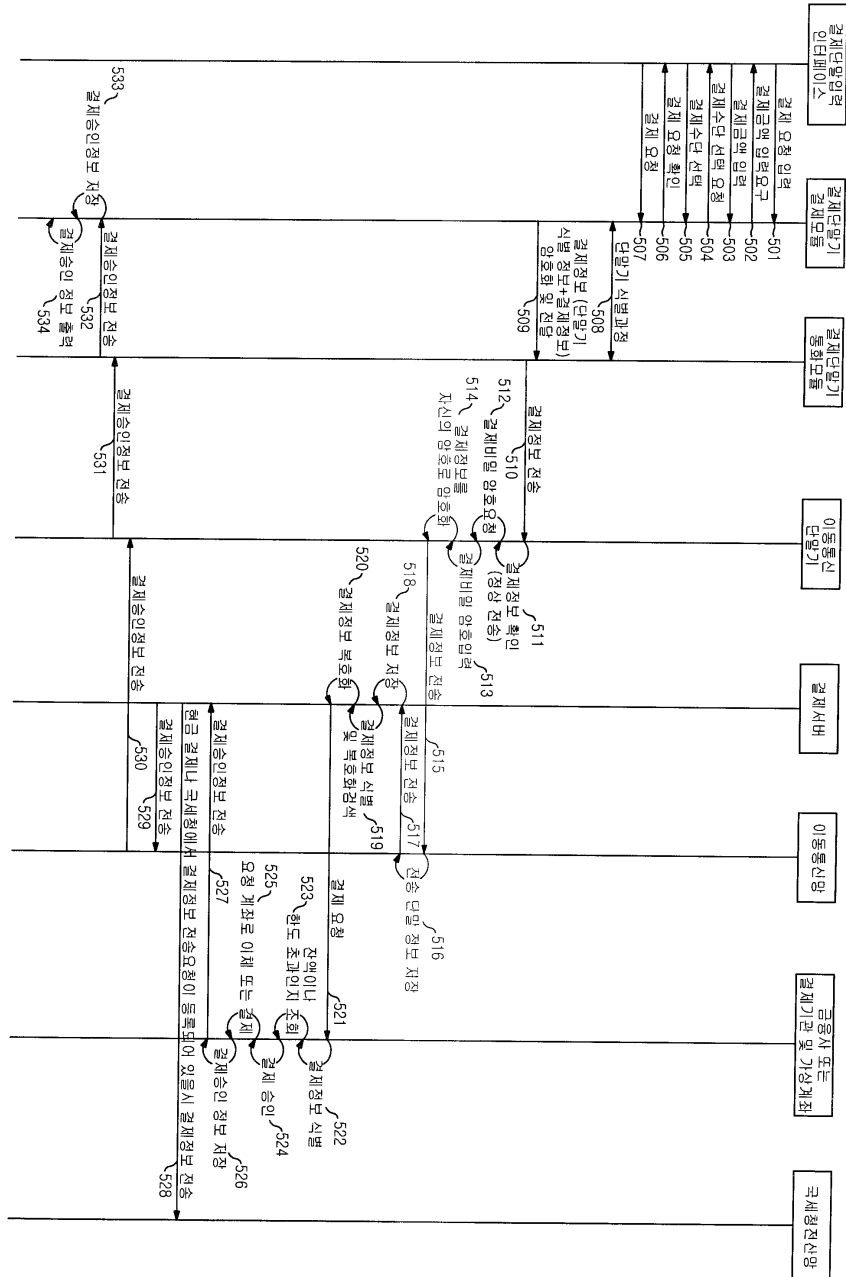 결제단말입력
인터페이스
결제단말기
결제모듈
결제단말기
통화모듈
이동통신
단말기
결제서버
이동통신망
금융사 또는
결제기관 및 가상계좌
국세청전산망
결제 요청 입력
501
결제금액 입력요구
502
결제금액 입력
503
결제수단 선택 요청
504
결제수단 선택
505
결제 요청 확인
506
결제 요청
507
단말기 식별과정
508
결제정보 (단말기
식별 정보+결제정보)
암호화 및 전달
509
결제정보 전송
510
결제정보 확인
(정상 전송)
511
결제비밀 암호요청
512
결제비밀 암호입력
513
결제정보를
자신의 암호로 암호화
514
결제정보 전송
515
전송 단말 정보 저장
516
결제정보 전송
517
결제정보 저장
518
결제정보 식별
및 복호화검색
519
결제정보 복호화
520
결제 요청
521
결제정보 식별
522
잔액이나
한도 초과인지 조회
523
결제 승인
524
요청 계좌로 이체 또는 결제
525
결제승인 정보 저장
526
결제승인정보 전송
527
현금 결제나 국세청에서 결제정보 전송요청이 등록되어 있을시 결제정보 전송
528
결제승인정보 전송
529
결제승인정보 전송
530
결제승인정보 전송
531
결제승인정보 전송
532
결제승인정보 저장
533
결제승인 정보 출력
534